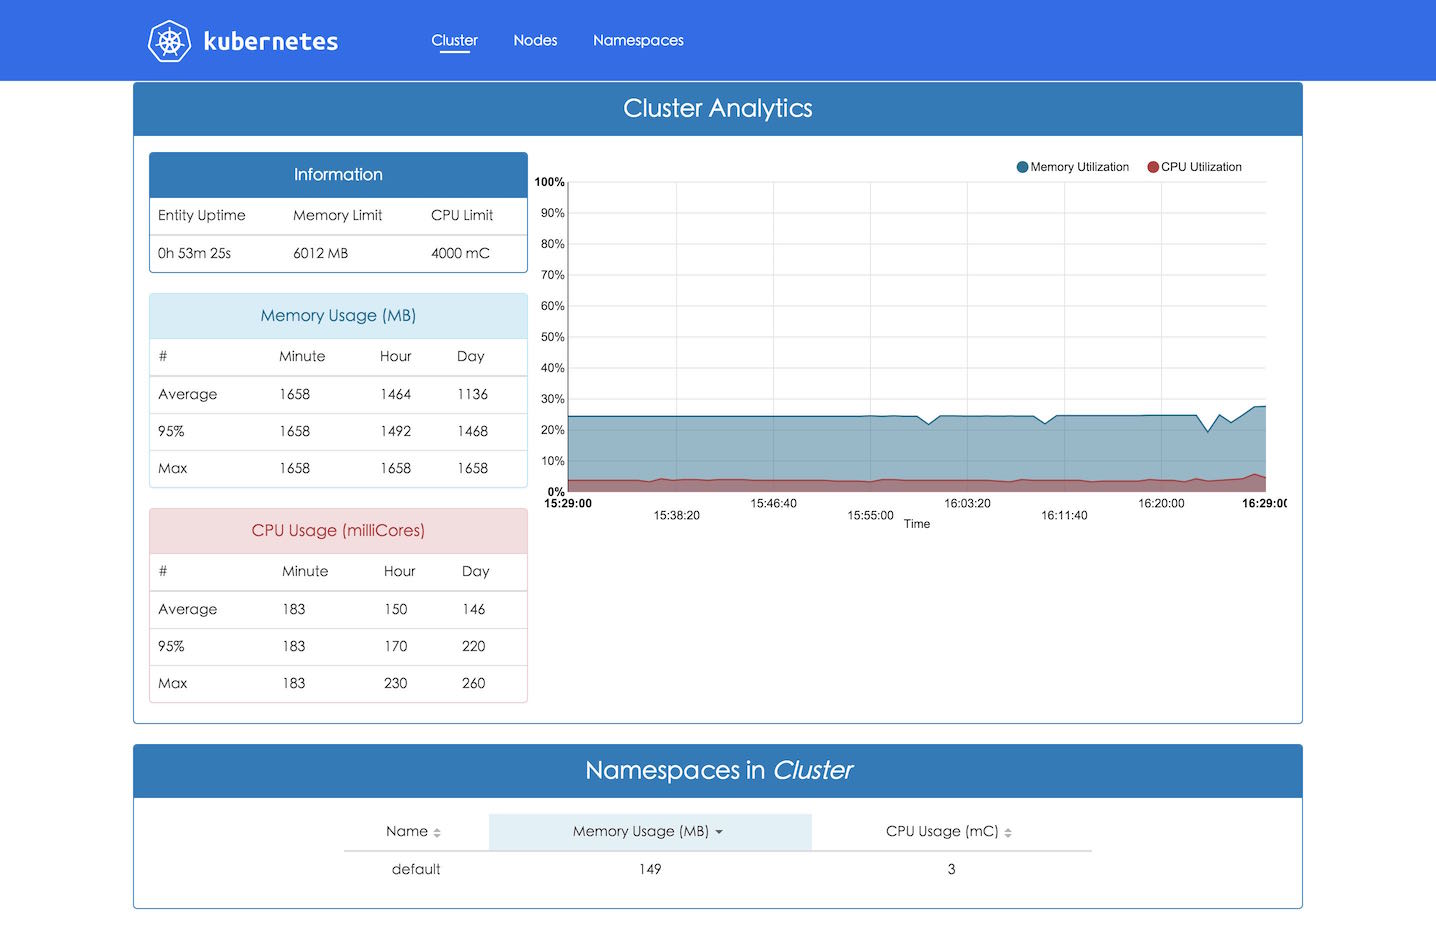 kubernetes Cluster Nodes Namespaces
Cluster Analytics
Information
Entity Uptime Memory Limit CPU Limit
0h 53m 25s 6012 MB 4000 mC
Memory Usage (MB)
# Minute Hour Day
Average 1658 1464 1136
95% 1658 1492 1468
Max 1658 1658 1658
CPU Usage (milliCores)
# Minute Hour Day
Average 183 150 146
95% 183 170 220
Max 183 230 260
Memory Utilization CPU Utilization
100%
90%
80%
70%
60%
50%
40%
30%
20%
10%
0%
15:29:00 15:46:40 16:03:20 16:20:00 16:29:00
15:38:20 15:55:00 16:11:40
Time
Namespaces in Cluster
Name Memory Usage (MB) CPU Usage (mC)
default 149 3